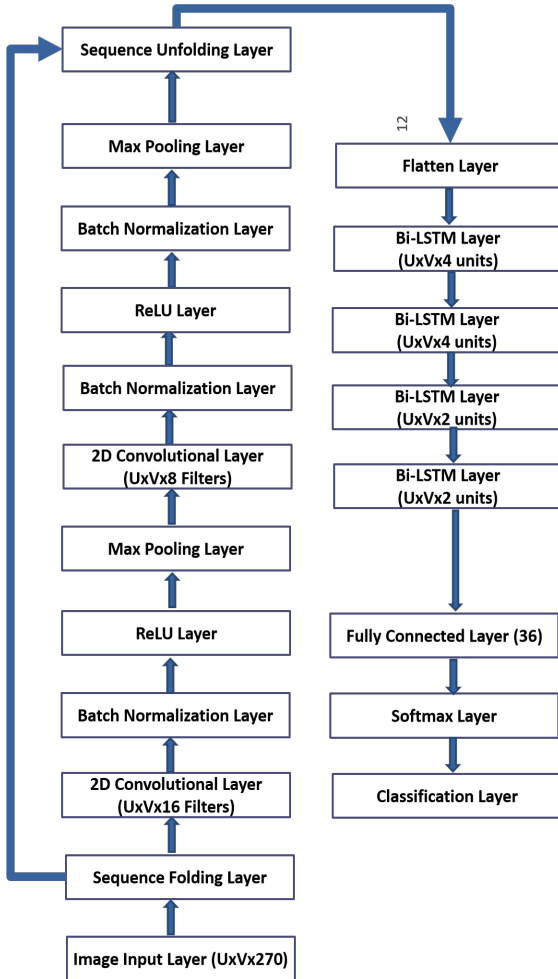 Sequence Unfolding Layer
Max Pooling Layer
Batch Normalization Layer
ReLU Layer
Batch Normalization Layer
2D Convolutional Layer
(UxVx8 Filters)
Max Pooling Layer
ReLU Layer
Batch Normalization Layer
2D Convolutional Layer
(UxVx16 Filters)
Sequence Folding Layer
Image Input Layer (UxVx270)
12
Flatten Layer
Bi-LSTM Layer
(UxVx4 units)
Bi-LSTM Layer
(UxVx4 units)
Bi-LSTM Layer
(UxVx2 units)
Bi-LSTM Layer
(UxVx2 units)
Fully Connected Layer (36)
Softmax Layer
Classification Layer